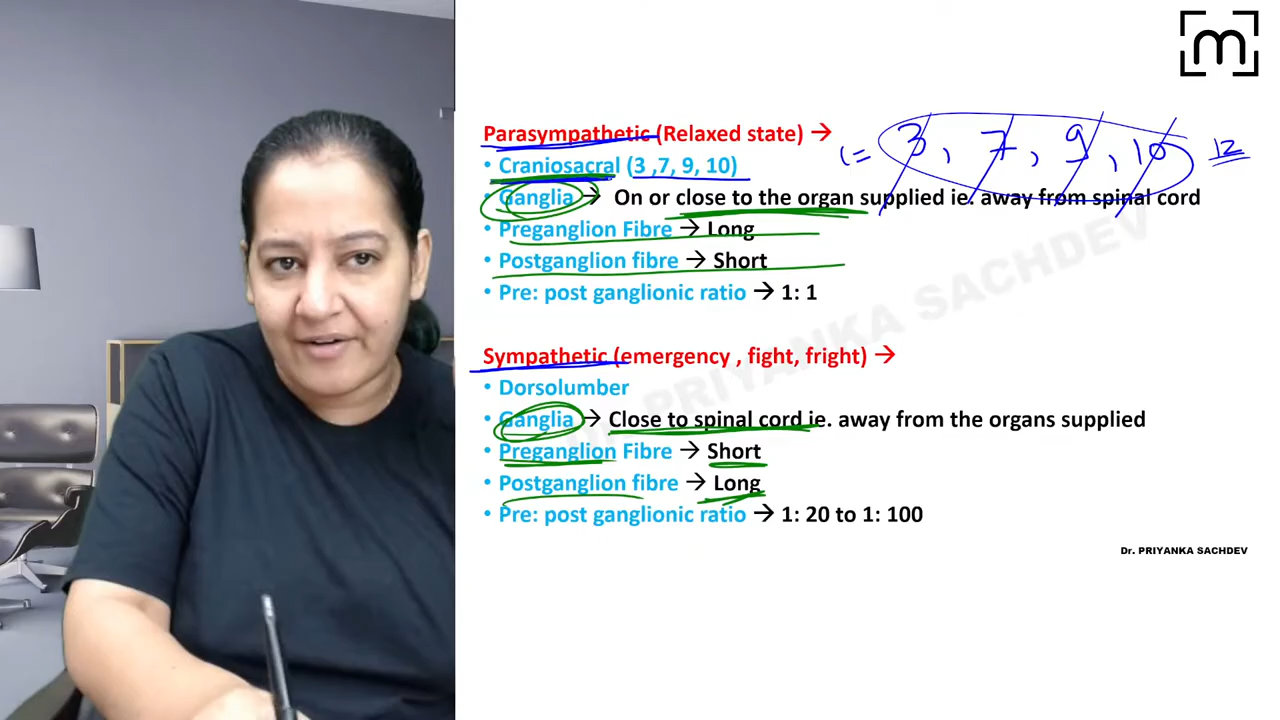 m
Parasympathetic (Relaxed state) →
1= 3, 7, 9, 10 12
• Craniosacral (3 ,7, 9, 10)
• Ganglia → On or close to the organ supplied ie. away from spinal cord
• Preganglion Fibre → Long
• Postganglion fibre → Short
• Pre: post ganglionic ratio → 1: 1
Sympathetic (emergency , fight, fright) →
• Dorsolumber
• Ganglia → Close to spinal cord ie. away from the organs supplied
• Preganglion Fibre → Short
• Postganglion fibre → Long
• Pre: post ganglionic ratio → 1: 20 to 1: 100
PRIYANKA SACHDEV
Dr. PRIYANKA SACHDEV